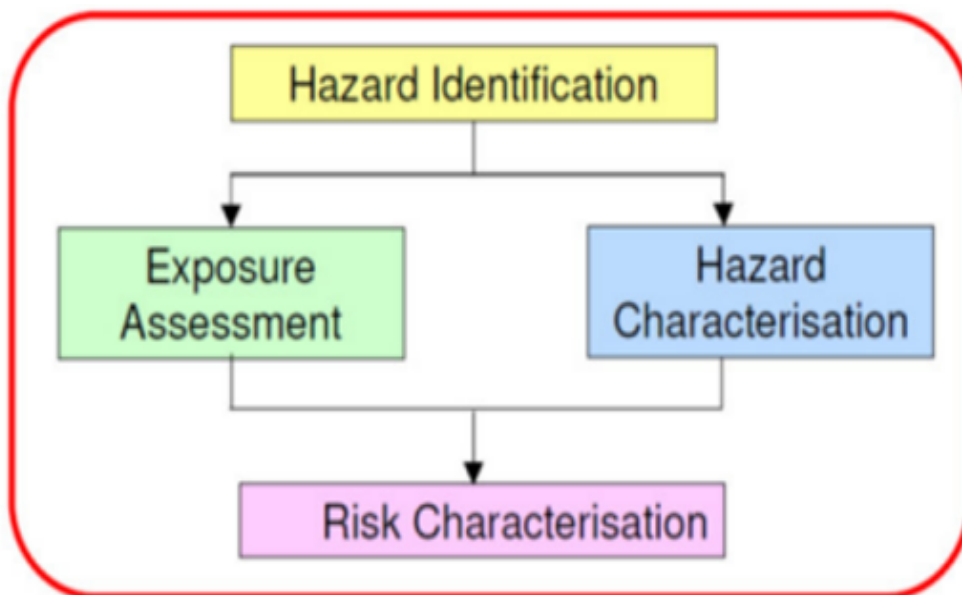 Hazard Identification
Exposure
Assessment
Hazard
Characterisation
Risk Characterisation